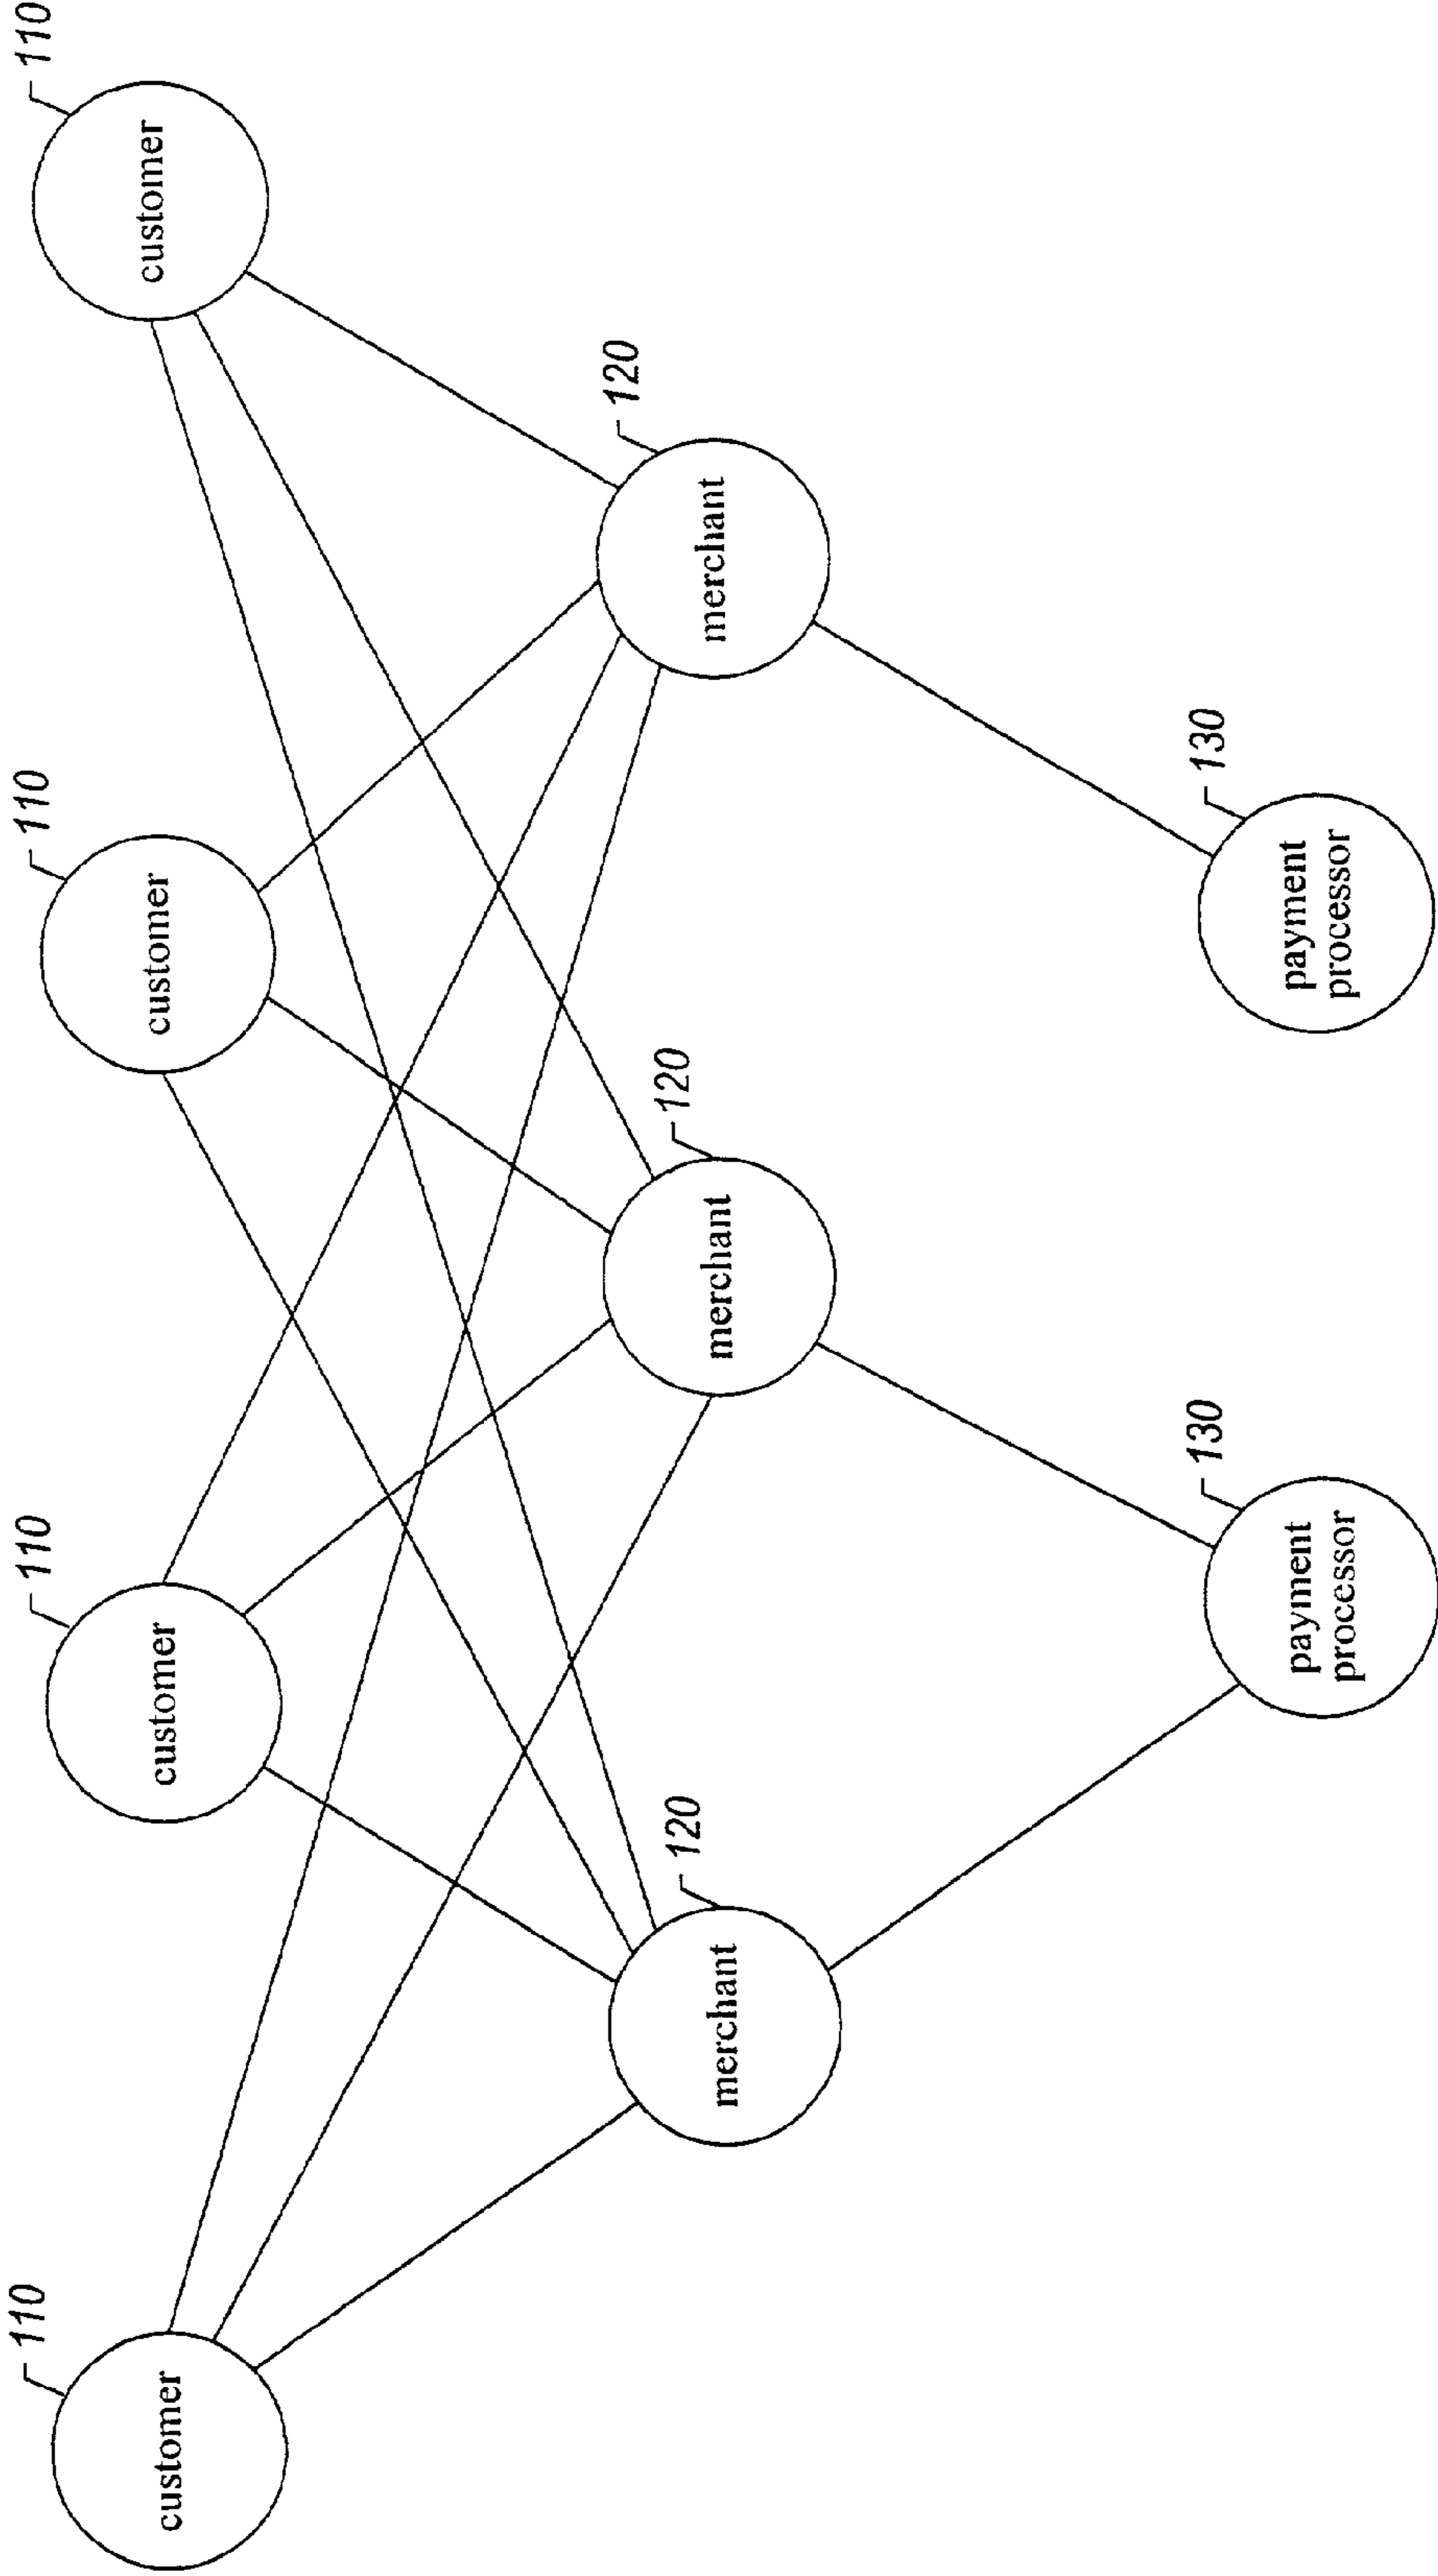 110
110
110
110
customer
customer
customer
customer
120
120
120
merchant
merchant
merchant
130
130
payment
processor
payment
processor